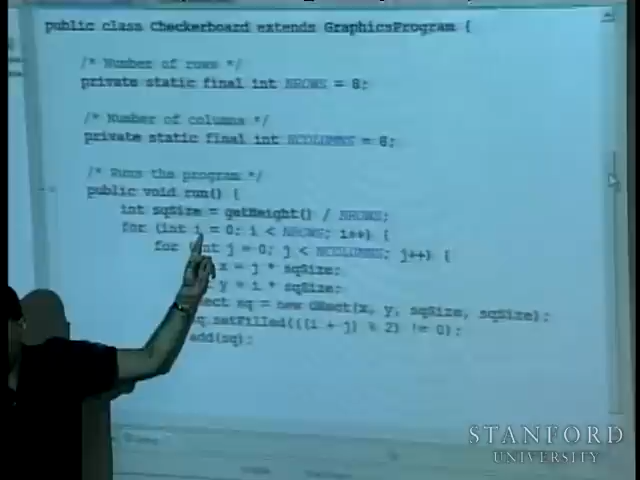 public class Checkerboard extends GraphicsProgram {
/* Number of rows */
private static final int NROWS = 8;
/* Number of columns */
private static final int NCOLUMNS = 8;
/* Runs the program */
public void run() {
int sqSize = getHeight() / NROWS;
for (int i = 0; i < NROWS; i++) {
for (int j = 0; j < NCOLUMNS; j++) {
x = j * sqSize;
y = i * sqSize;
ect sq = new GRect(x, y, sqSize, sqSize);
q.setFilled(((i + j) % 2) != 0);
add(sq);
STANFORD
UNIVERSITY